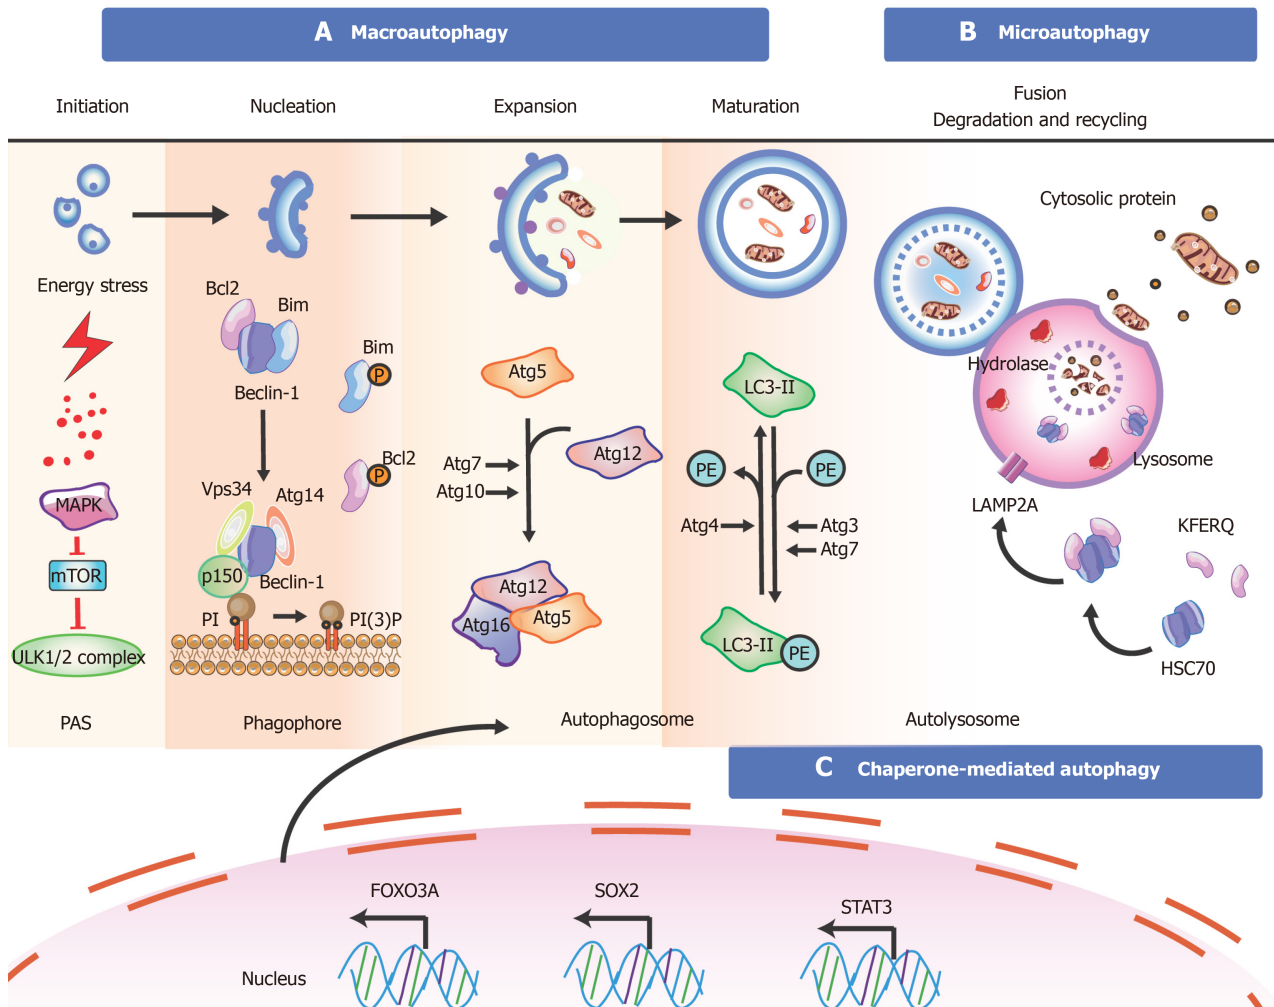 A Macroautophagy
B Microautophagy
Initiation
Nucleation
Expansion
Maturation
Fusion
Degradation and recycling
Energy stress
MAPK
mTOR
ULK1/2 complex
PAS
Bcl2
Bim
Beclin-1
Bim
P
Bcl2
P
Vps34
Atg14
p150
Beclin-1
PI
PI(3)P
Phagophore
Atg5
Atg12
Atg7
Atg10
Atg12
Atg16
Atg5
Autophagosome
LC3-II
PE
PE
Atg4
Atg3
Atg7
LC3-II
PE
Cytosolic protein
Hydrolase
Lysosome
LAMP2A
KFERQ
HSC70
Autolysosome
C Chaperone-mediated autophagy
FOXO3A
SOX2
STAT3
Nucleus